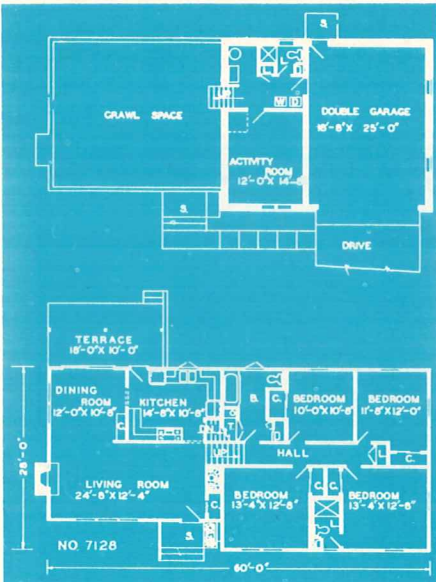 S.
CRAWL SPACE
L
UP
W D
DOUBLE GARAGE
18'-8" X 25'-0"
ACTIVITY
ROOM
12'-0" X 14'-8"
S.
DRIVE
TERRACE
18'-0" X 10'-0"
DINING
ROOM
12'-0" X 10'-8"
C.
KITCHEN
14'-8" X 10'-8"
DN.
UP
B.
T.
C.
BEDROOM
10'-0" X 10'-8"
BEDROOM
11'-8" X 12'-0"
HALL
L
C.
28'-0"
LIVING ROOM
24'-8" X 12'-4"
C.
S.
BEDROOM
13'-4" X 12'-8"
C.
C.
L
BEDROOM
13'-4" X 12'-8"
NO. 7128
60'-0"